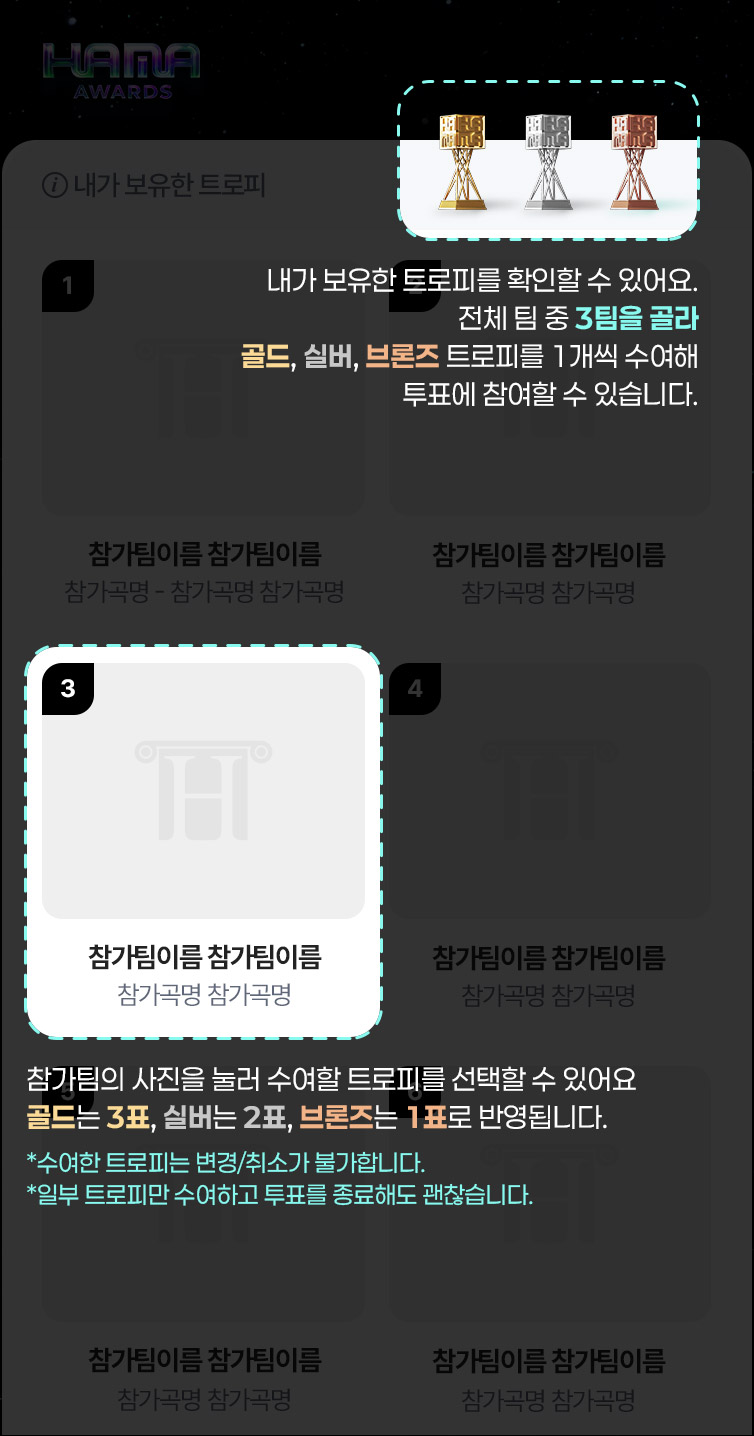 HAMA
AWARDS
i 내가 보유한 트로피
내가 보유한 트로피를 확인할 수 있어요.
전체 팀 중 3팀을 골라
골드, 실버, 브론즈 트로피를 1개씩 수여해
투표에 참여할 수 있습니다.
1
2
참가팀이름 참가팀이름
참가곡명 - 참가곡명 참가곡명
참가팀이름 참가팀이름
참가곡명 참가곡명
3
참가팀이름 참가팀이름
참가곡명 참가곡명
4
참가팀이름 참가팀이름
참가곡명 참가곡명
참가팀의 사진을 눌러 수여할 트로피를 선택할 수 있어요
골드는 3표, 실버는 2표, 브론즈는 1표로 반영됩니다.
*수여한 트로피는 변경/취소가 불가합니다.
*일부 트로피만 수여하고 투표를 종료해도 괜찮습니다.
5
6
참가팀이름 참가팀이름
참가곡명 참가곡명
참가팀이름 참가팀이름
참가곡명 참가곡명